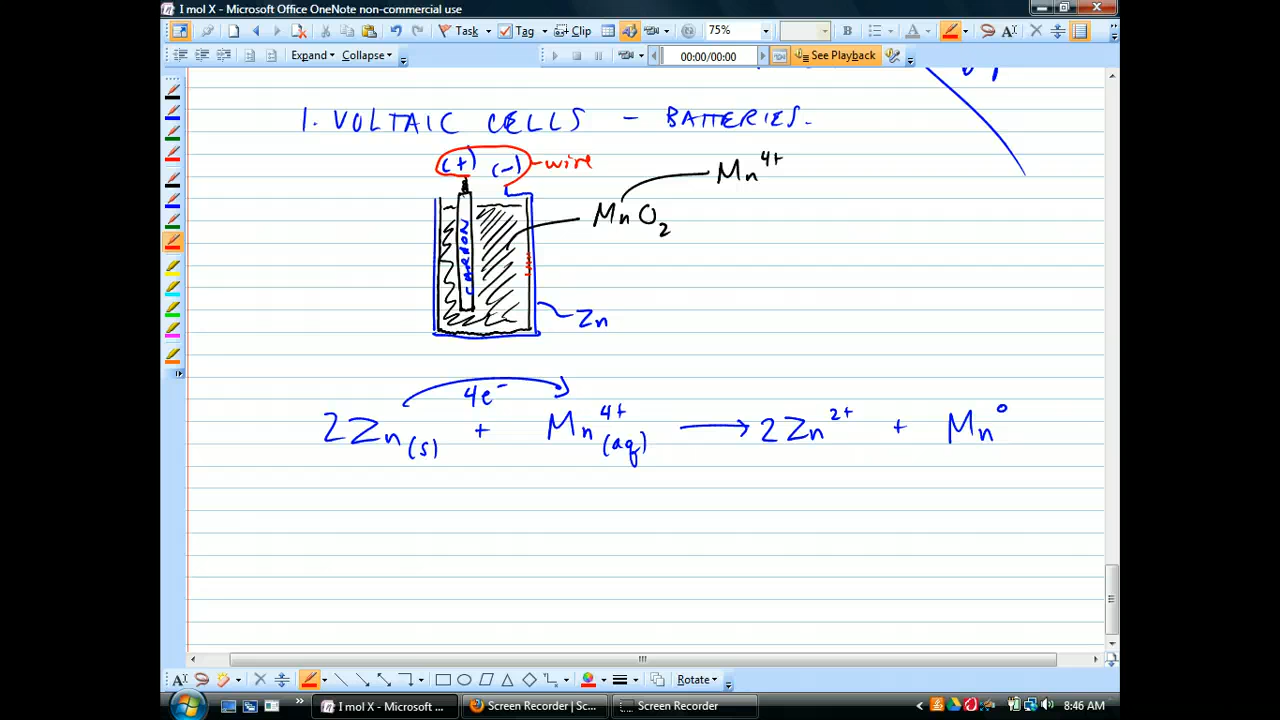 I mol X - Microsoft Office OneNote non-commercial use
Task Tag Clip 75%
Expand Collapse 00:00/00:00 See Playback
1. VOLTAIC CELLS - BATTERIES.
(+) (-) -wire
Mn⁴⁺
MnO₂
CARBON
Zn
4e⁻
2Zn(s) + Mn⁴⁺(aq) → 2Zn²⁺ + Mn⁰
Rotate
I mol X - Microsoft ... Screen Recorder | Sc... Screen Recorder 8:46 AM